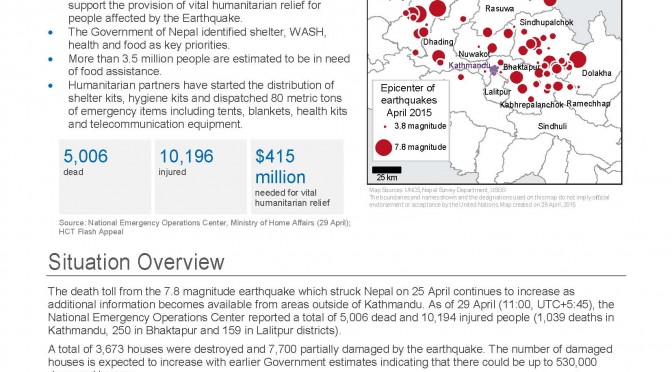 support the provision of vital humanitarian relief for
people affected by the Earthquake.
The Government of Nepal identified shelter, WASH,
health and food as key priorities.
More than 3.5 million people are estimated to be in need
of food assistance.
Humanitarian partners have started the distribution of
shelter kits, hygiene kits and dispatched 80 metric tons
of emergency items including tents, blankets, health kits
and telecommunication equipment.
5,006
dead
10,196
injured
$415
million
needed for vital
humanitarian relief
Source: National Emergency Operations Center, Ministry of Home Affairs (29 April);
HCT Flash Appeal
Rasuwa
Sindhupalchok
Dhading
Nuwakot
Kathmandu
Bhaktapur
Dolakha
Lalitpur
Kabhrepalanchok
Ramechhap
Sindhuli
Epicenter of
earthquakes
April 2015
3.8 magnitude
7.8 magnitude
25 km
Map Sources: UNCS, Nepal Survey Department, USGS
The boundaries and names shown and the designations used on this map do not imply official
endorsement or acceptance by the United Nations. Map created on 29 April, 2015
Situation Overview
The death toll from the 7.8 magnitude earthquake which struck Nepal on 25 April continues to increase as
additional information becomes available from areas outside of Kathmandu. As of 29 April (11:00, UTC+5:45), the
National Emergency Operations Center reported a total of 5,006 dead and 10,194 injured people (1,039 deaths in
Kathmandu, 250 in Bhaktapur and 159 in Lalitpur districts).
A total of 3,673 houses were destroyed and 7,700 partially damaged by the earthquake. The number of damaged
houses is expected to increase with earlier Government estimates indicating that there could be up to 530,000